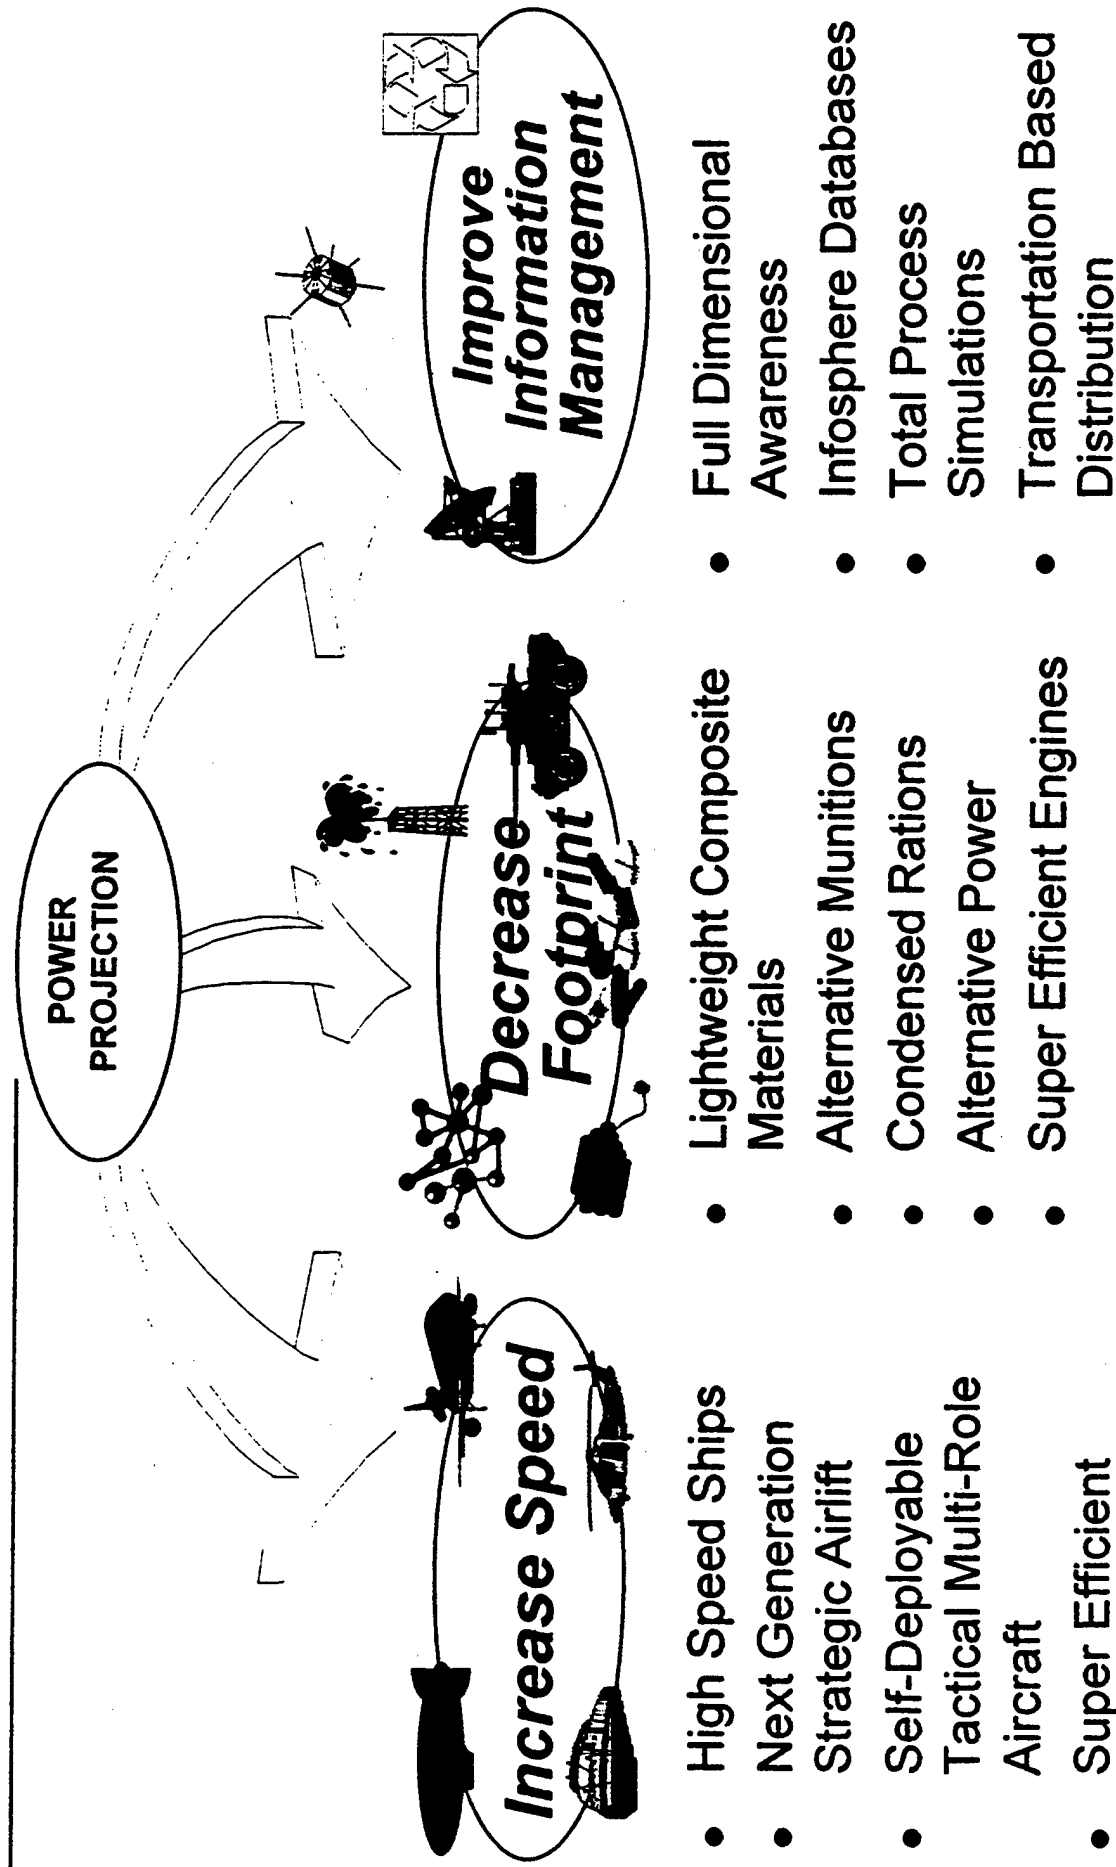 POWER
PROJECTION
Increase Speed
• High Speed Ships
• Next Generation
Strategic Airlift
• Self-Deployable
Tactical Multi-Role
Aircraft
• Super Efficient
Decrease
Footprint
• Lightweight Composite
Materials
• Alternative Munitions
• Condensed Rations
• Alternative Power
• Super Efficient Engines
Improve
Information
Management
• Full Dimensional
Awareness
• Infosphere Databases
• Total Process
Simulations
• Transportation Based
Distribution